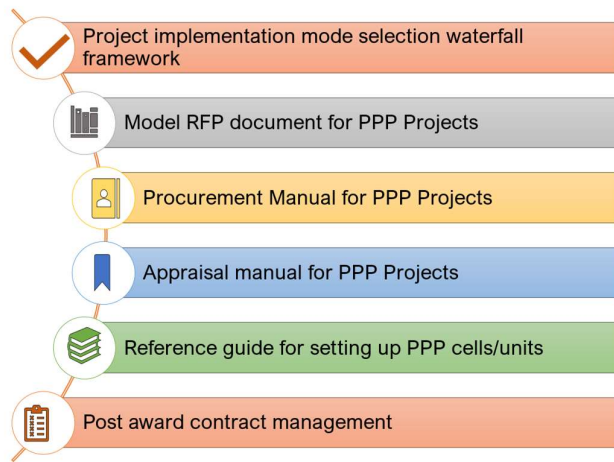 Project implementation mode selection waterfall
framework
Model RFP document for PPP Projects
Procurement Manual for PPP Projects
Appraisal manual for PPP Projects
Reference guide for setting up PPP cells/units
Post award contract management